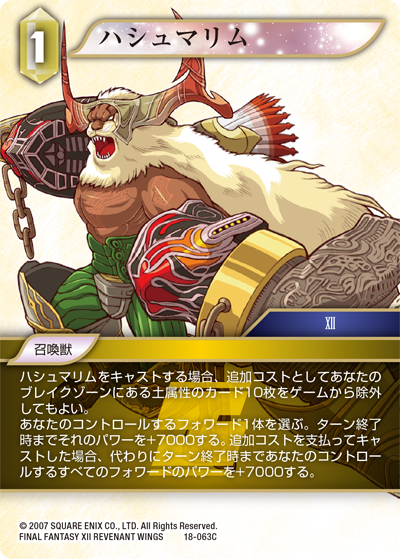 1
ハシュマリム
XII
召喚獣
ハシュマリムをキャストする場合、追加コストとしてあなたの
ブレイクゾーンにある土属性のカード10枚をゲームから除外
してもよい。
あなたのコントロールするフォワード1体を選ぶ。ターン終了
時までそれのパワーを+7000する。追加コストを支払ってキャ
ストした場合、代わりにターン終了時まであなたのコントロー
ルするすべてのフォワードのパワーを+7000する。
© 2007 SQUARE ENIX CO., LTD. All Rights Reserved.
FINAL FANTASY XII REVENANT WINGS 18-063C